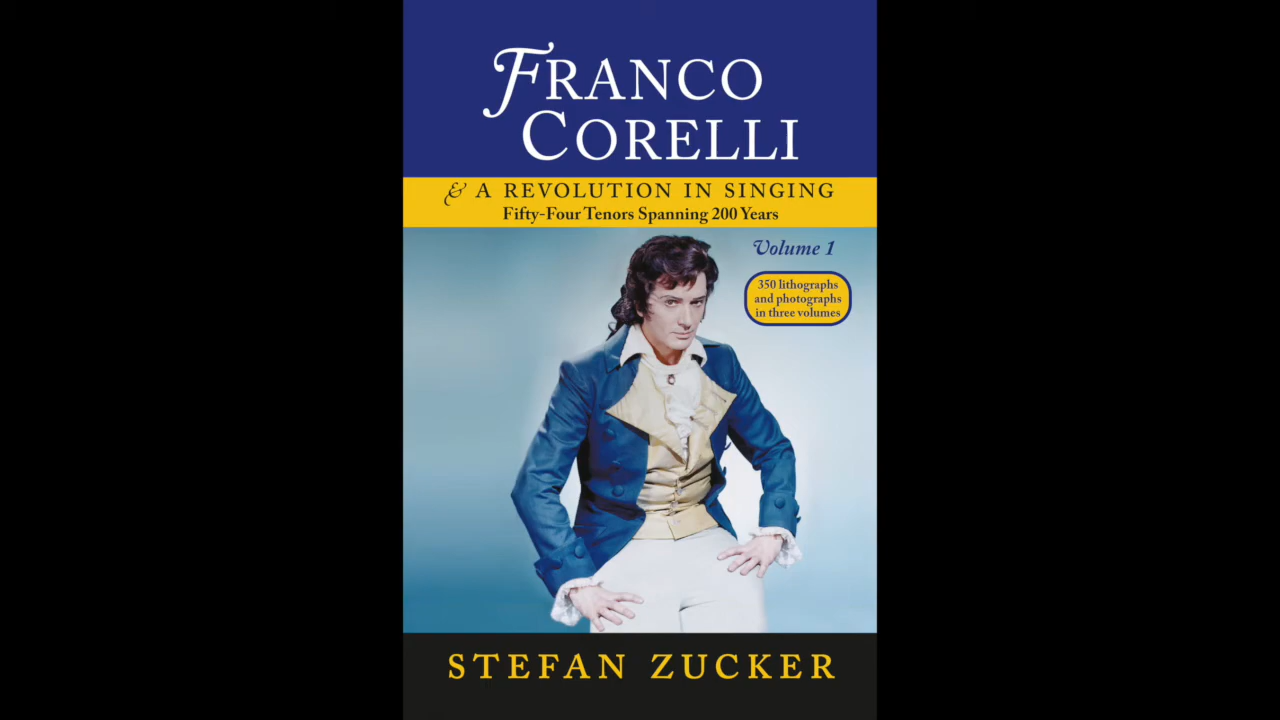 FRANCO
CORELLI
& A REVOLUTION IN SINGING
Fifty-Four Tenors Spanning 200 Years
Volume 1
350 lithographs
and photographs
in three volumes
STEFAN ZUCKER